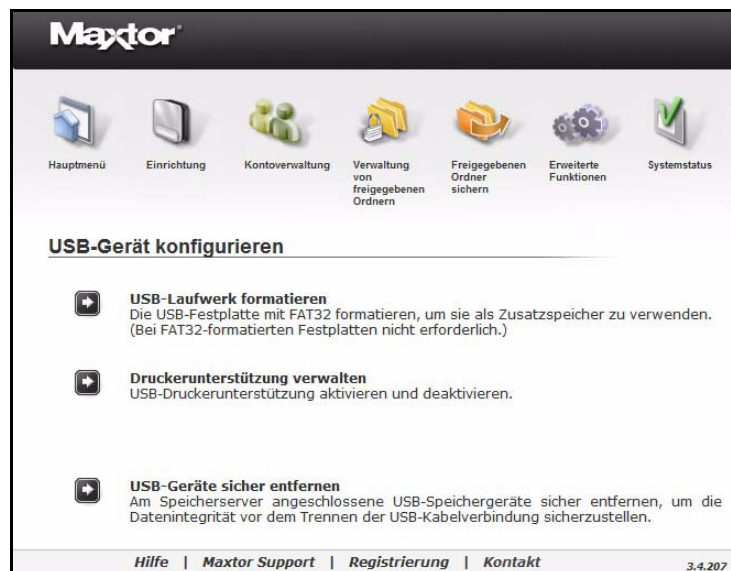 Maxtor
Hauptmenü
Einrichtung
Kontoverwaltung
Verwaltung
von
freigegebenen
Ordnern
Freigegebenen
Ordner
sichern
Erweiterte
Funktionen
Systemstatus
USB-Gerät konfigurieren
USB-Laufwerk formatieren
Die USB-Festplatte mit FAT32 formatieren, um sie als Zusatzspeicher zu verwenden.
(Bei FAT32-formatierten Festplatten nicht erforderlich.)
Druckerunterstützung verwalten
USB-Druckerunterstützung aktivieren und deaktivieren.
USB-Geräte sicher entfernen
Am Speicherserver angeschlossene USB-Speichergeräte sicher entfernen, um die
Datenintegrität vor dem Trennen der USB-Kabelverbindung sicherzustellen.
Hilfe | Maxtor Support | Registrierung | Kontakt
3.4.207